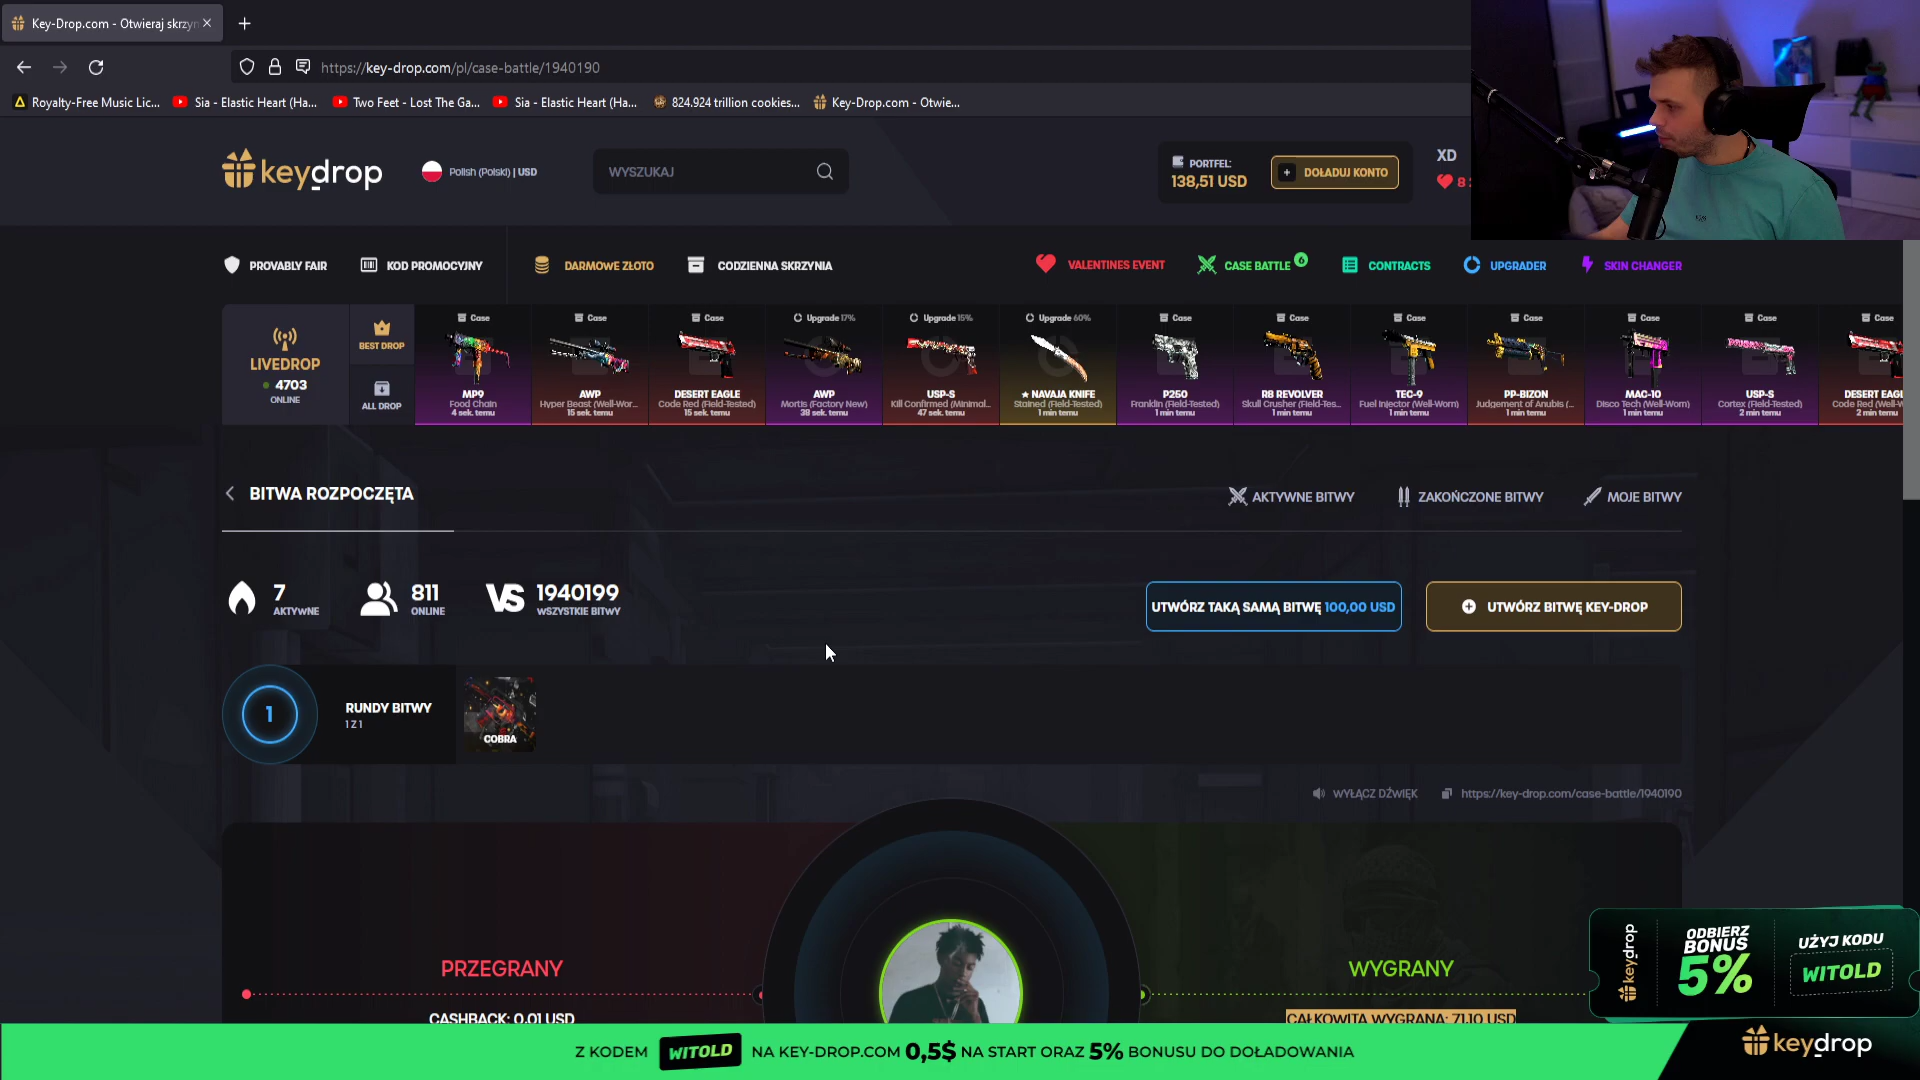 Key-Drop.com - Otwieraj skrzyn
https://key-drop.com/pl/case-battle/1940190
Royalty-Free Music Lic...
Sia - Elastic Heart (Ha...
Two Feet - Lost The Ga...
Sia - Elastic Heart (Ha...
824.924 trillion cookies...
Key-Drop.com - Otwie...
keydrop
Polish (Polski) | USD
WYSZUKAJ
PORTFEL:
138,51 USD
DOŁADUJ KONTO
XD
PROVABLY FAIR
KOD PROMOCYJNY
DARMOWE ZŁOTO
CODZIENNA SKRZYNIA
VALENTINES EVENT
CASE BATTLE 6
CONTRACTS
UPGRADER
SKIN CHANGER
LIVEDROP
4703
ONLINE
BEST DROP
ALL DROP
Case
MP9
Food Chain
4 sek. temu
Case
AWP
Hyper Beast (Well-Wor...
15 sek. temu
Case
DESERT EAGLE
Code Red (Field-Tested)
15 sek. temu
Upgrade 17%
AWP
Mortis (Factory New)
38 sek. temu
Upgrade 15%
USP-S
Kill Confirmed (Minimal...
47 sek. temu
Upgrade 60%
★ NAVAJA KNIFE
Stained (Field-Tested)
1 min temu
Case
P250
Franklin (Field-Tested)
1 min temu
Case
R8 REVOLVER
Skull Crusher (Field-Tes...
1 min temu
Case
TEC-9
Fuel Injector (Well-Worn)
1 min temu
Case
PP-BIZON
Judgement of Anubis (...
1 min temu
Case
MAC-10
Disco Tech (Well-Worn)
1 min temu
Case
USP-S
Cortex (Field-Tested)
2 min temu
Case
DESERT EAGL
Code Red (Well-W
2 min temu
BITWA ROZPOCZĘTA
AKTYWNE BITWY
ZAKOŃCZONE BITWY
MOJE BITWY
7
AKTYWNE
811
ONLINE
VS
1940199
WSZYSTKIE BITWY
UTWÓRZ TAKĄ SAMĄ BITWĘ 100,00 USD
UTWÓRZ BITWĘ KEY-DROP
1
RUNDY BITWY
1 Z 1
COBRA
WYŁĄCZ DŹWIĘK
https://key-drop.com/case-battle/1940190
PRZEGRANY
CASHBACK: 0.01 USD
WYGRANY
CAŁKOWITA WYGRANA: 71.10 USD
keydrop
ODBIERZ
BONUS
5%
UŻYJ KODU
WITOLD
Z KODEM WITOLD NA KEY-DROP.COM 0,5$ NA START ORAZ 5% BONUSU DO DOŁADOWANIA
keydrop